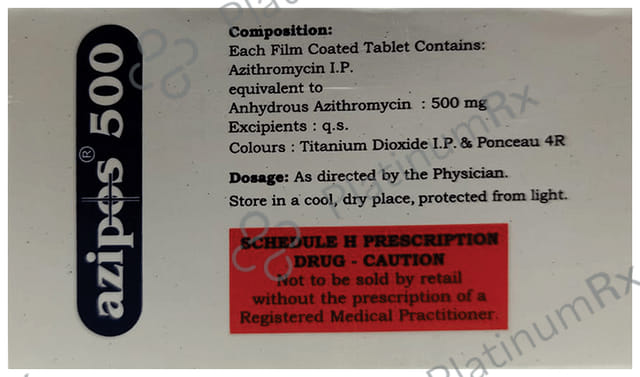 azipos® 500
Composition:
Each Film Coated Tablet Contains:
Azithromycin I.P.
equivalent to
Anhydrous Azithromycin : 500 mg
Excipients : q.s.
Colours : Titanium Dioxide I.P. & Ponceau 4R
Dosage: As directed by the Physician.
Store in a cool, dry place, protected from light.
SCHEDULE H PRESCRIPTION
DRUG - CAUTION
Not to be sold by retail
without the prescription of a
Registered Medical Practitioner.
PlatinumRx
PlatinumRx
PlatinumRx